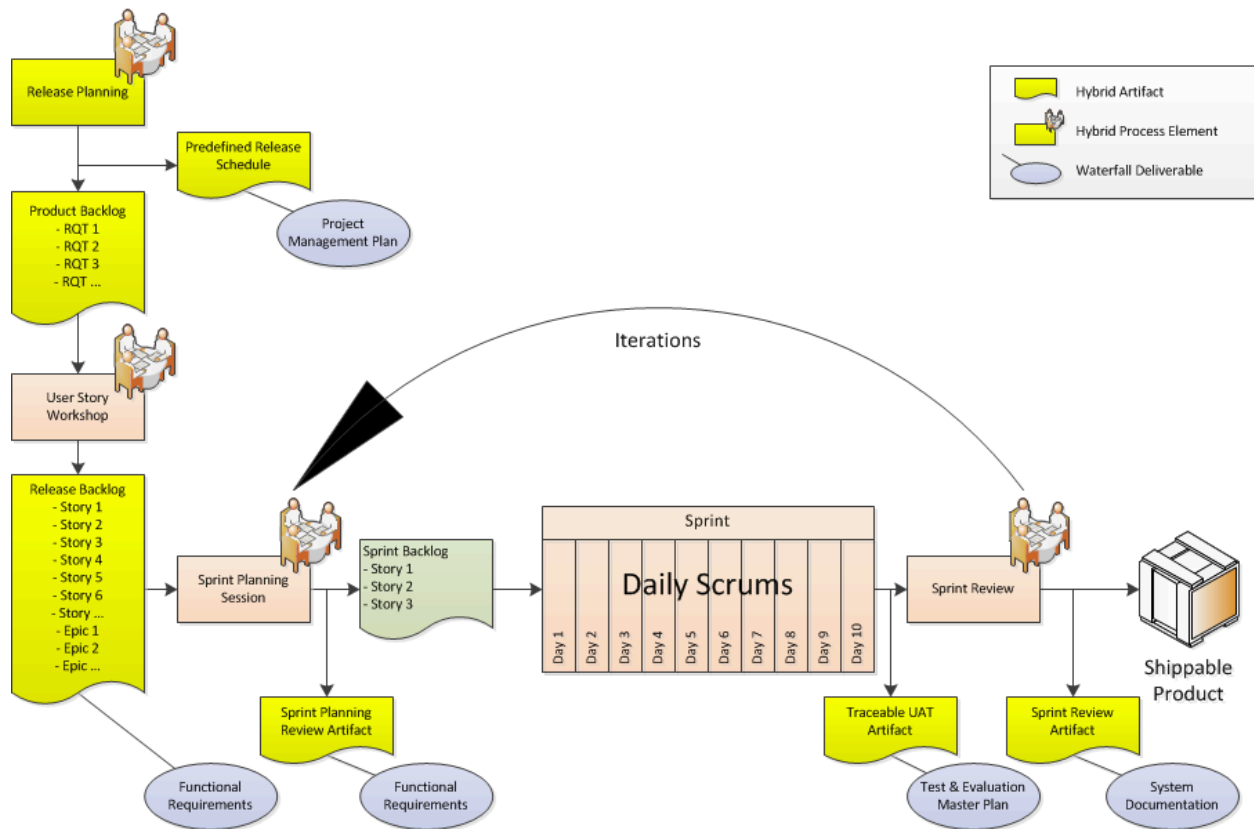 Release Planning
Predefined Release
Schedule
Project
Management Plan
Product Backlog
- RQT 1
- RQT 2
- RQT 3
- RQT ...
User Story
Workshop
Release Backlog
- Story 1
- Story 2
- Story 3
- Story 4
- Story 5
- Story 6
- Story ...
- Epic 1
- Epic 2
- Epic ...
Functional
Requirements
Sprint Planning
Session
Sprint Planning
Review Artifact
Functional
Requirements
Sprint Backlog
- Story 1
- Story 2
- Story 3
Iterations
Sprint
Daily Scrums
Day 1
Day 2
Day 3
Day 4
Day 5
Day 6
Day 7
Day 8
Day 9
Day 10
Traceable UAT
Artifact
Test & Evaluation
Master Plan
Sprint Review
Sprint Review
Artifact
System
Documentation
Shippable
Product
Hybrid Artifact
Hybrid Process Element
Waterfall Deliverable